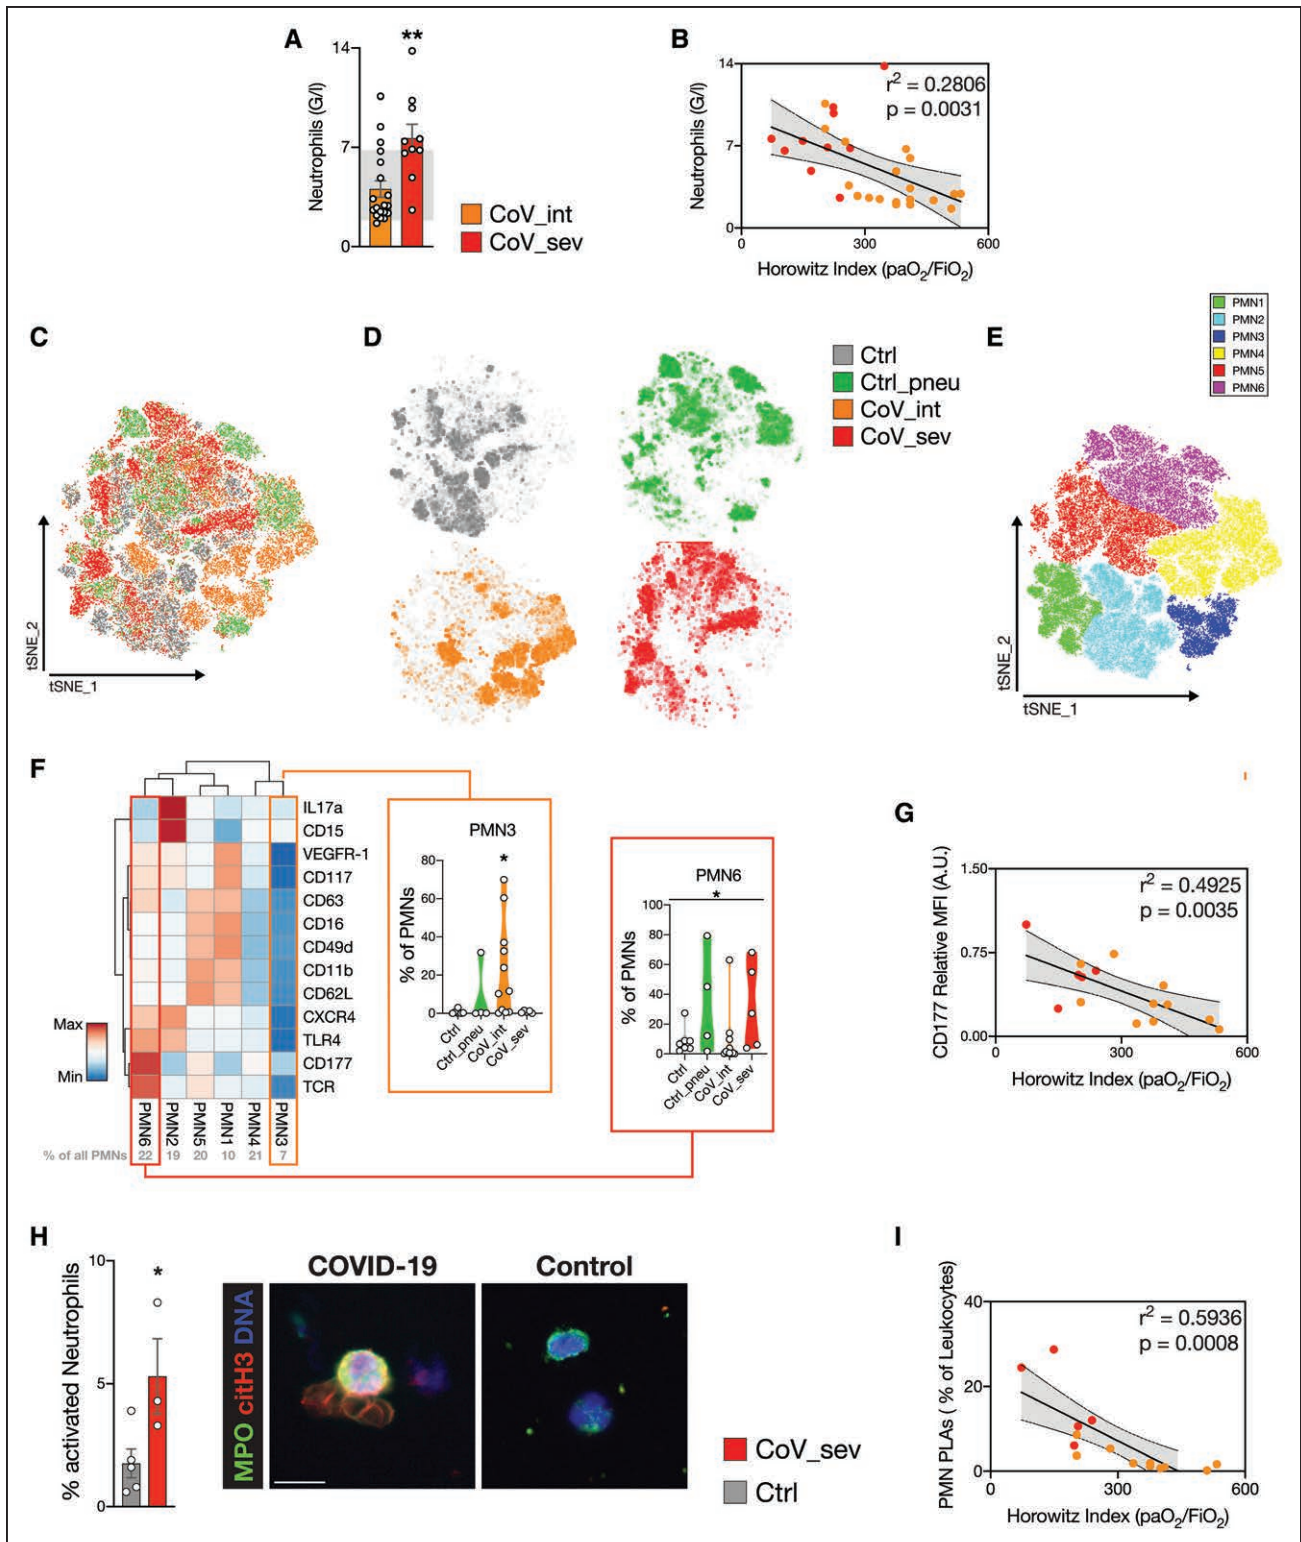 A
B
**
14
7
0
Neutrophils (G/l)
CoV_int
CoV_sev
14
7
0
Neutrophils (G/l)
r2 = 0.2806
p = 0.0031
0
300
600
Horowitz Index (paO2/FiO2)
C
D
E
PMN1
PMN2
PMN3
PMN4
PMN5
PMN6
Ctrl
Ctrl_pneu
CoV_int
CoV_sev
tSNE_2
tSNE_1
tSNE_2
tSNE_1
F
IL17a
CD15
VEGFR-1
CD117
CD63
CD16
CD49d
CD11b
CD62L
CXCR4
TLR4
CD177
TCR
Max
Min
PMN6
PMN2
PMN5
PMN1
PMN4
PMN3
% of all PMNs
22
19
20
10
21
7
PMN3
*
80
60
40
20
0
% of PMNs
Ctrl
Ctrl_pneu
CoV_int
CoV_sev
PMN6
*
100
80
60
40
20
0
% of PMNs
Ctrl
Ctrl_pneu
CoV_int
CoV_sev
G
1.50
0.75
0.00
CD177 Relative MFI (A.U.)
r2 = 0.4925
p = 0.0035
0
300
600
Horowitz Index (paO2/FiO2)
H
*
10
5
0
% activated Neutrophils
COVID-19
Control
MPO citH3 DNA
CoV_sev
Ctrl
I
40
20
0
PMN PLAs ( % of Leukocytes)
r2 = 0.5936
p = 0.0008
0
300
600
Horowitz Index (paO2/FiO2)